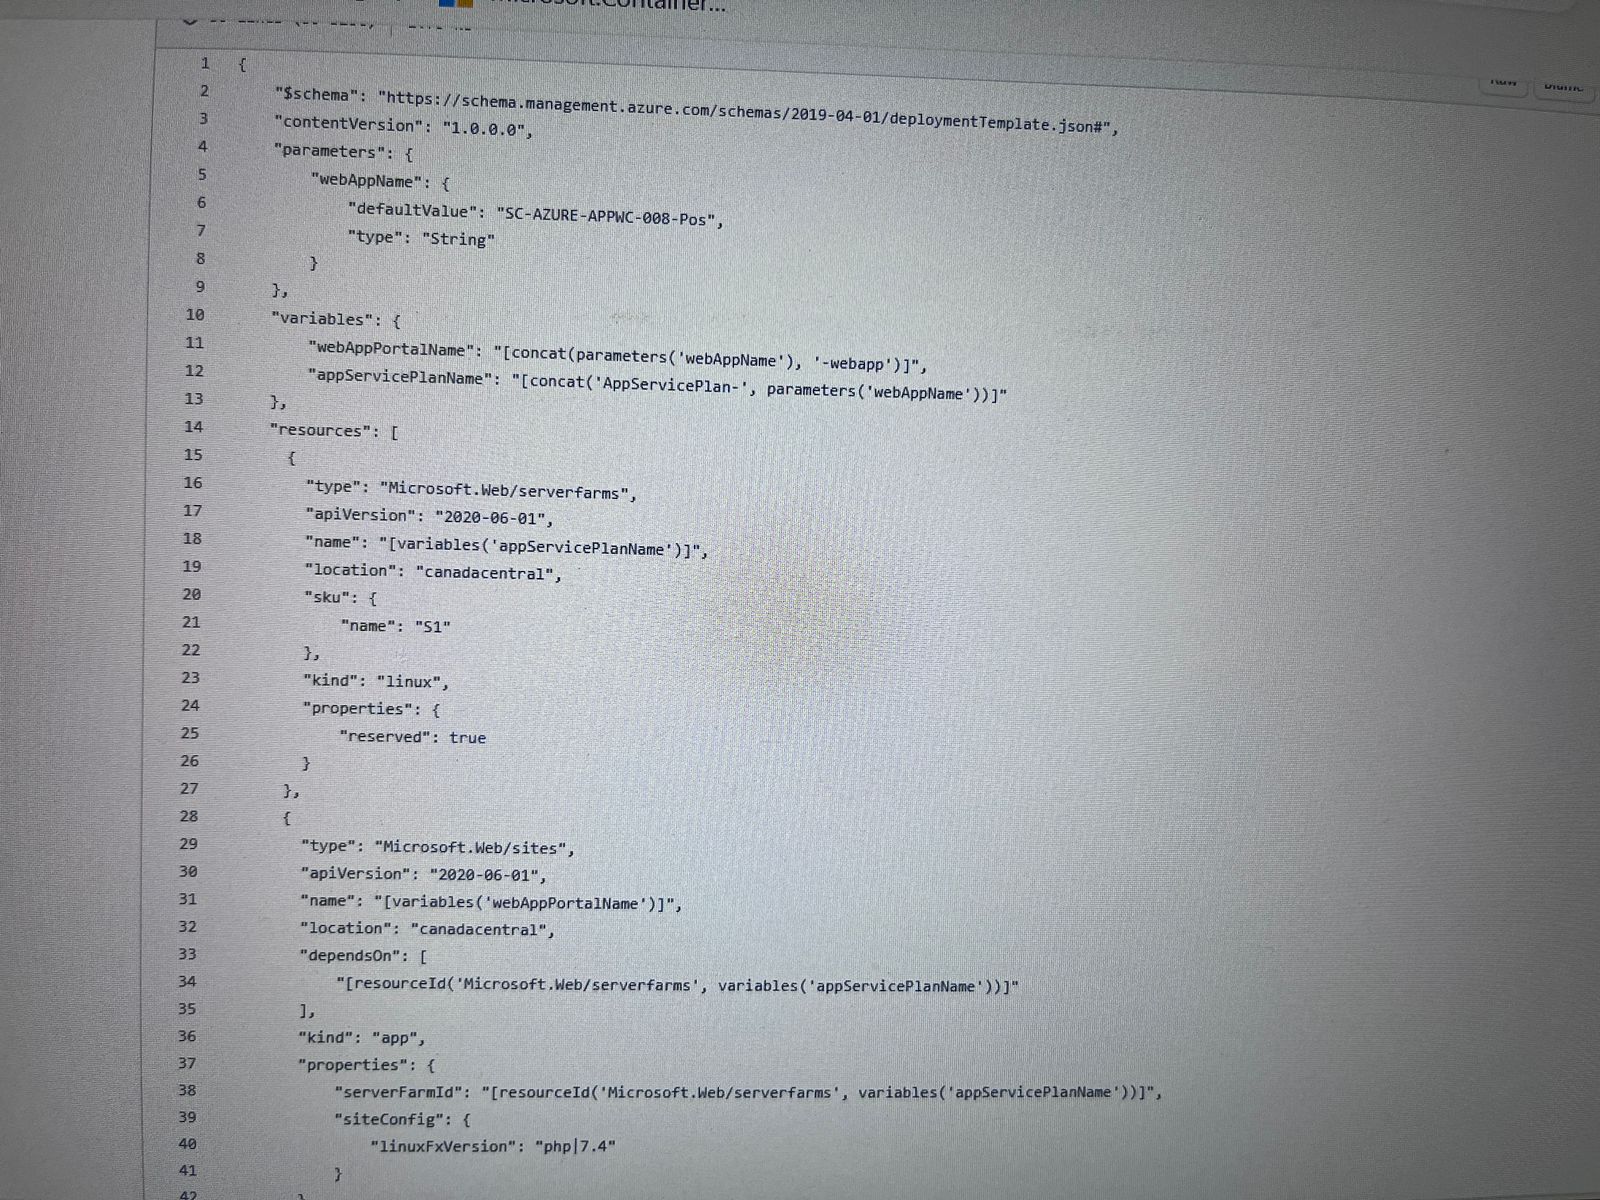 1 {
2 "$schema": "https://schema.management.azure.com/schemas/2019-04-01/deploymentTemplate.json#",
3 "contentVersion": "1.0.0.0",
4 "parameters": {
5 "webAppName": {
6 "defaultValue": "SC-AZURE-APPWC-008-Pos",
7 "type": "String"
8 }
9 },
10 "variables": {
11 "webAppPortalName": "[concat(parameters('webAppName'), '-webapp')]",
12 "appServicePlanName": "[concat('AppServicePlan-', parameters('webAppName'))]"
13 },
14 "resources": [
15 {
16 "type": "Microsoft.Web/serverfarms",
17 "apiVersion": "2020-06-01",
18 "name": "[variables('appServicePlanName')]",
19 "location": "canadacentral",
20 "sku": {
21 "name": "S1"
22 },
23 "kind": "linux",
24 "properties": {
25 "reserved": true
26 }
27 },
28 {
29 "type": "Microsoft.Web/sites",
30 "apiVersion": "2020-06-01",
31 "name": "[variables('webAppPortalName')]",
32 "location": "canadacentral",
33 "dependsOn": [
34 "[resourceId('Microsoft.Web/serverfarms', variables('appServicePlanName'))]"
35 ],
36 "kind": "app",
37 "properties": {
38 "serverFarmId": "[resourceId('Microsoft.Web/serverfarms', variables('appServicePlanName'))]",
39 "siteConfig": {
40 "linuxFxVersion": "php|7.4"
41 }
42